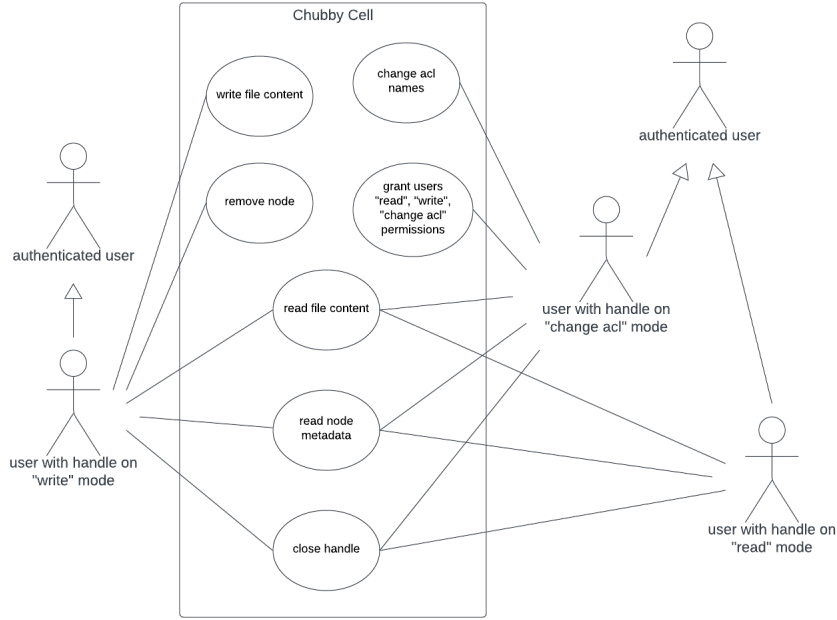 Chubby Cell
write file content
change acl
names
authenticated user
remove node
grant users
"read", "write",
"change acl"
permissions
authenticated user
read file content
user with handle on
"change acl" mode
read node
metadata
user with handle on
"write" mode
close handle
user with handle on
"read" mode